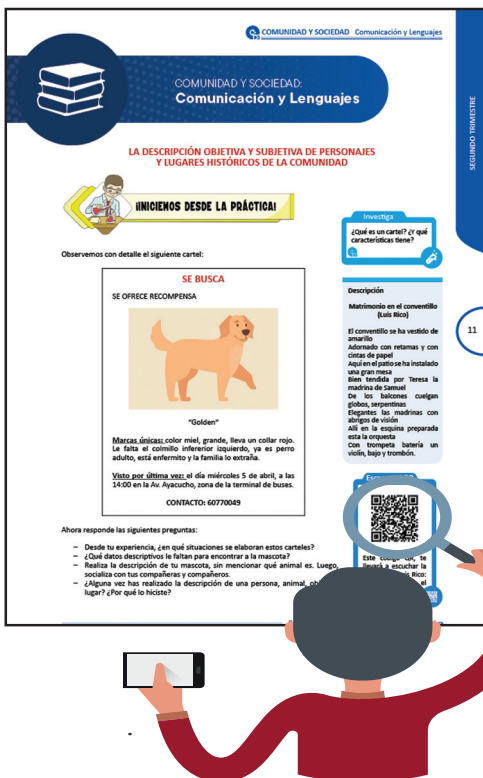 COMUNIDAD Y SOCIEDAD Comunicación y Lenguajes
COMUNIDAD Y SOCIEDAD:
Comunicación y Lenguajes
SEGUNDO TRIMESTRE
LA DESCRIPCIÓN OBJETIVA Y SUBJETIVA DE PERSONAJES
Y LUGARES HISTÓRICOS DE LA COMUNIDAD
¡INICIEMOS DESDE LA PRÁCTICA!
Observemos con detalle el siguiente cartel:
SE BUSCA
SE OFRECE RECOMPENSA
"Golden"
Marcas únicas: color miel, grande, lleva un collar rojo.
Le falta el colmillo inferior izquierdo, ya es perro
adulto, está enfermito y la familia lo extraña.
Visto por última vez: el día miércoles 5 de abril, a las
14:00 en la Av. Ayacucho, zona de la terminal de buses.
CONTACTO: 60770049
Ahora responde las siguientes preguntas:
– Desde tu experiencia, ¿en qué situaciones se elaboran estos carteles?
– ¿Qué datos descriptivos le faltan para encontrar a la mascota?
– Realiza la descripción de tu mascota, sin mencionar qué animal es. Luego,
socializa con tus compañeras y compañeros.
– ¿Alguna vez has realizado la descripción de una persona, animal,
lugar? ¿Por qué lo hiciste?
Investiga
¿Qué es un cartel? ¿Y qué
características tiene?
Descripción
Matrimonio en el conventillo
(Luis Rico)
El conventillo se ha vestido de
amarillo
Adornado con retamas y con
cintas de papel
Aquí en el patio se ha instalado
una gran mesa
Bien tendida por Teresa la
madrina de Samuel
De los balcones cuelgan
globos, serpentinas
Elegantes las madrinas con
abrigos de visión
Allí en la esquina preparada
esta la orquesta
Con trompeta batería un
violín, bajo y trombón.
11
Este código QR, te
llevará a escuchar la
Rico:
el